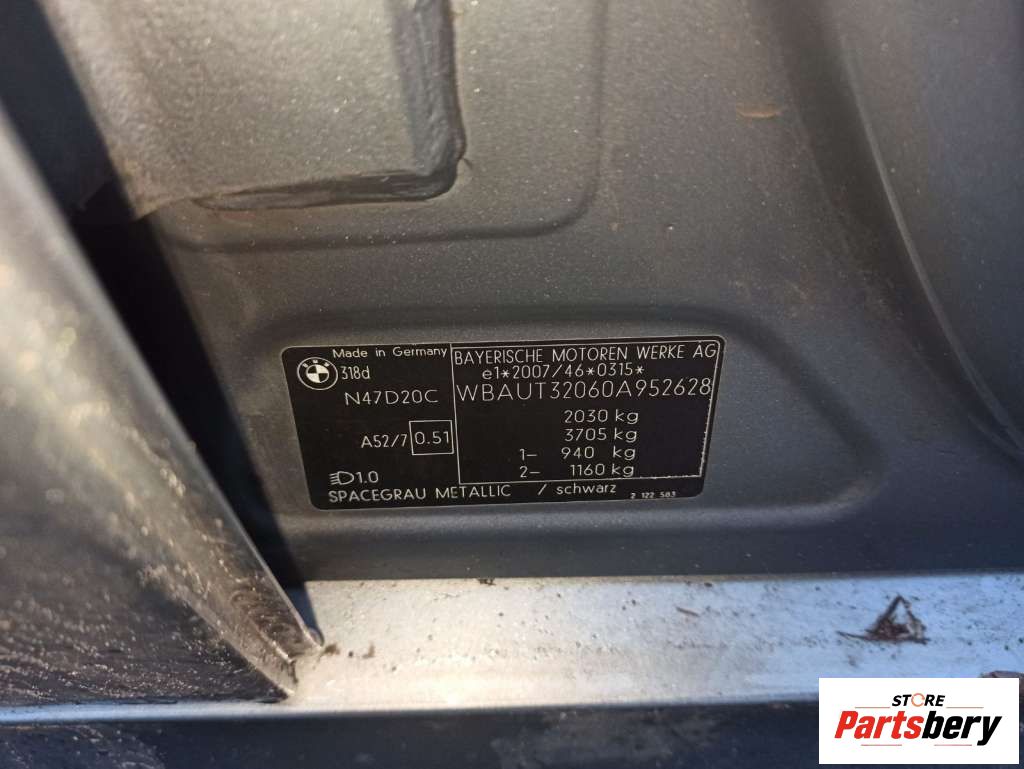 Made in Germany
318d
N47D20C
A52/7 0.51
1.0
BAYERISCHE MOTOREN WERKE AG
e1*2007/46*0315*
WBAUT32060A952628
2030 kg
3705 kg
1- 940 kg
2- 1160 kg
SPACEGRAU METALLIC / schwarz
2 122 583
STORE
Partsbery